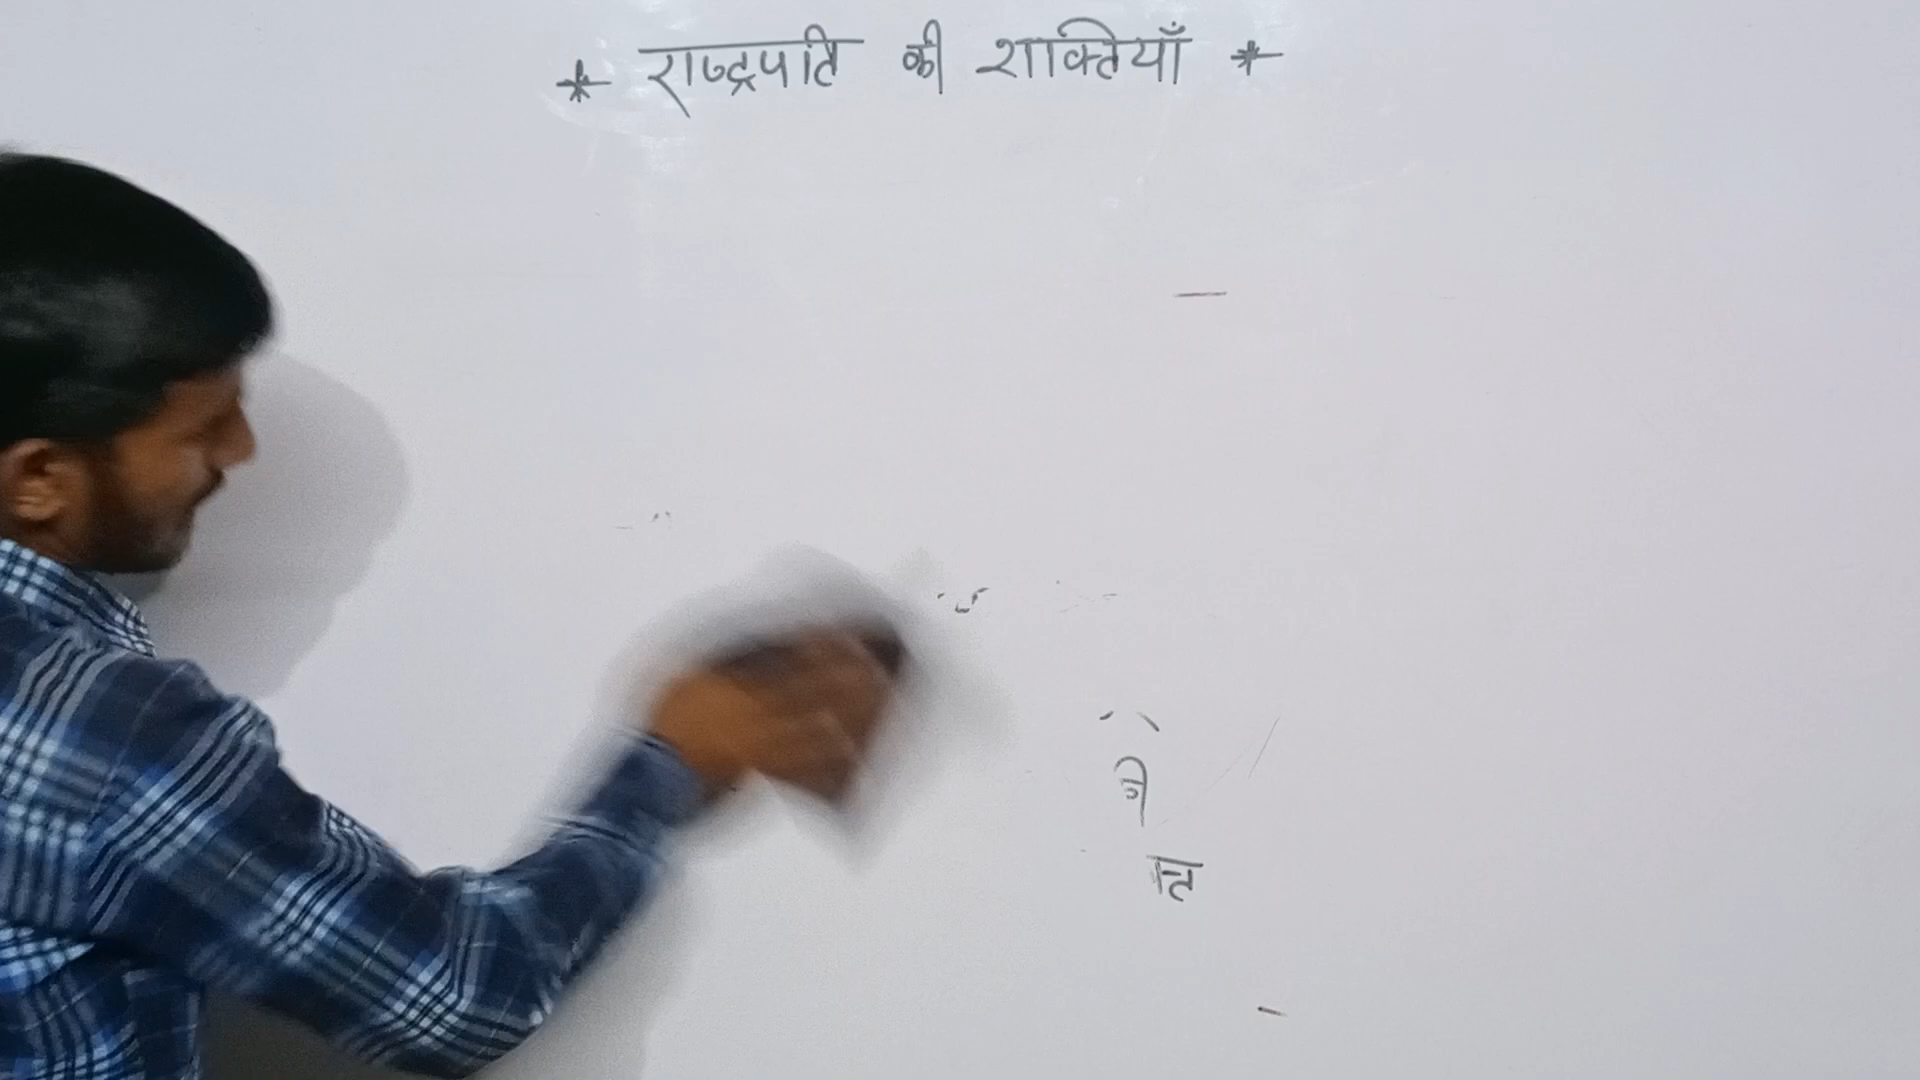 * राष्ट्रपति की शक्तियाँ *
ने